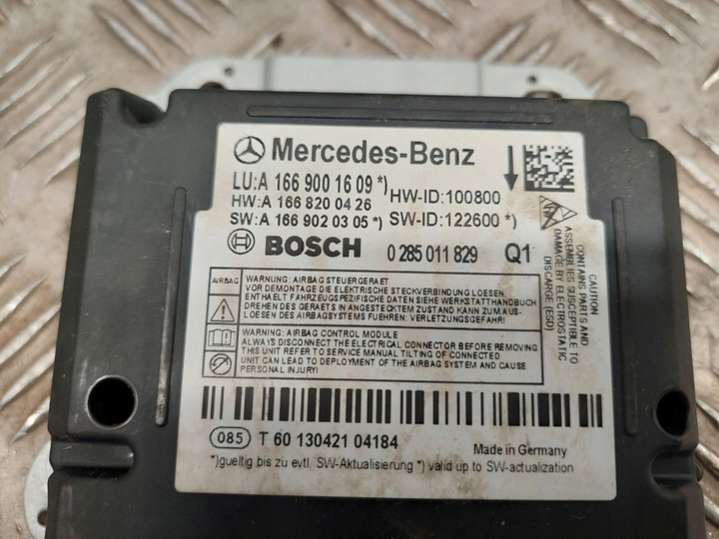 Mercedes-Benz
LU:A 166 900 16 09 *)
HW:A 166 820 04 26
SW:A 166 902 03 05 *)
HW-ID:100800
SW-ID:122600 *)
BOSCH 0 285 011 829 Q1
CAUTION
CONTAINS PARTS AND
ASSEMBLIES SUSCEPTIBLE TO
DAMAGE BY ELECTROSTATIC
DISCARGE (ESD)
AIRBAG
WARNUNG: AIRBAG STEUERGERAET
VOR DEMONTAGE DIE ELEKTRISCHE STECKVERBINDUNG LOESEN.
ENTHAELT FAHRZEUGSPEZIFISCHE DATEN SIEHE WERKSTATTHANDBUCH
DREHEN DES GERAETS IN ANGESTECKTEM ZUSTAND KANN ZUM AUS-
LOESEN DES AIRBAGSYSTEMS FUEHREN: VERLETZUNGSGEFAHR!
WARNING: AIRBAG CONTROL MODULE
ALWAYS DISCONNECT THE ELECTRICAL CONNECTOR BEFORE REMOVING
THIS UNIT REFER TO SERVICE MANUAL TILTING OF CONNECTED
UNIT CAN LEAD TO DEPLOYMENT OF THE AIRBAG SYSTEM AND CAUSE
PERSONAL INJURY!
085 T 60 130421 04184
Made in Germany
*)gueltig bis zu evtl. SW-Aktualisierung *) valid up to SW-actualization